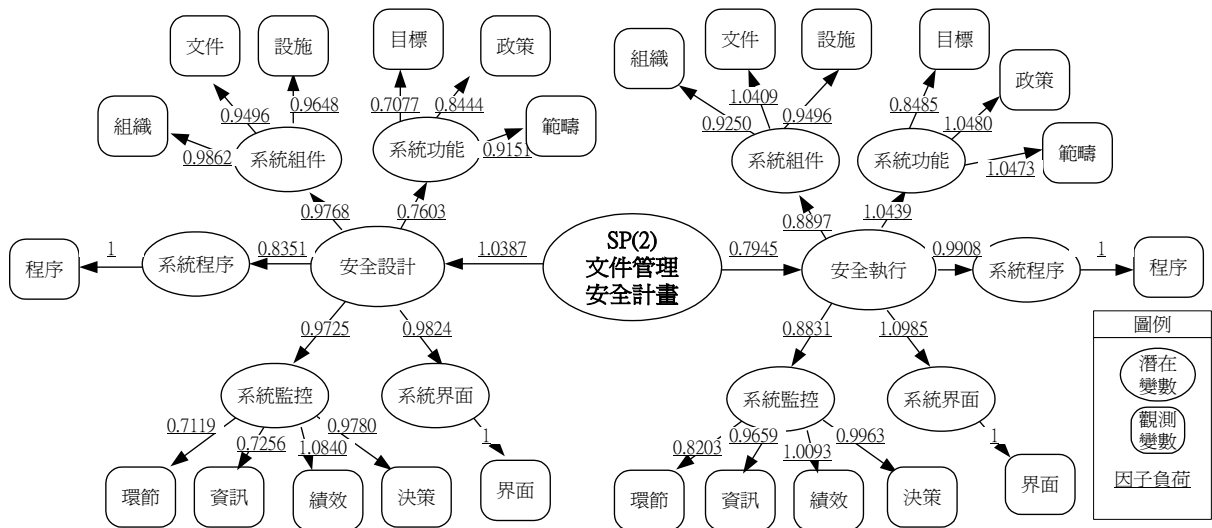 文件
設施
目標
政策
組織
範疇
0.9496
0.9648
0.7077
0.8444
0.9862
0.9151
系統組件
系統功能
0.9768
0.7603
程序
1
系統程序
0.8351
安全設計
1.0387
SP(2)
文件管理
安全計畫
0.9725
0.9824
系統監控
系統界面
0.7119
0.7256
1.0840
0.9780
1
環節
資訊
績效
決策
界面
組織
文件
設施
目標
政策
範疇
0.9250
1.0409
0.9496
0.8485
1.0480
1.0473
系統組件
系統功能
0.8897
1.0439
0.7945
安全執行
0.9908
系統程序
1
程序
0.8831
1.0985
系統監控
系統界面
0.8203
0.9659
1.0093
0.9963
1
環節
資訊
績效
決策
界面
圖例
潛在
變數
觀測
變數
因子負荷